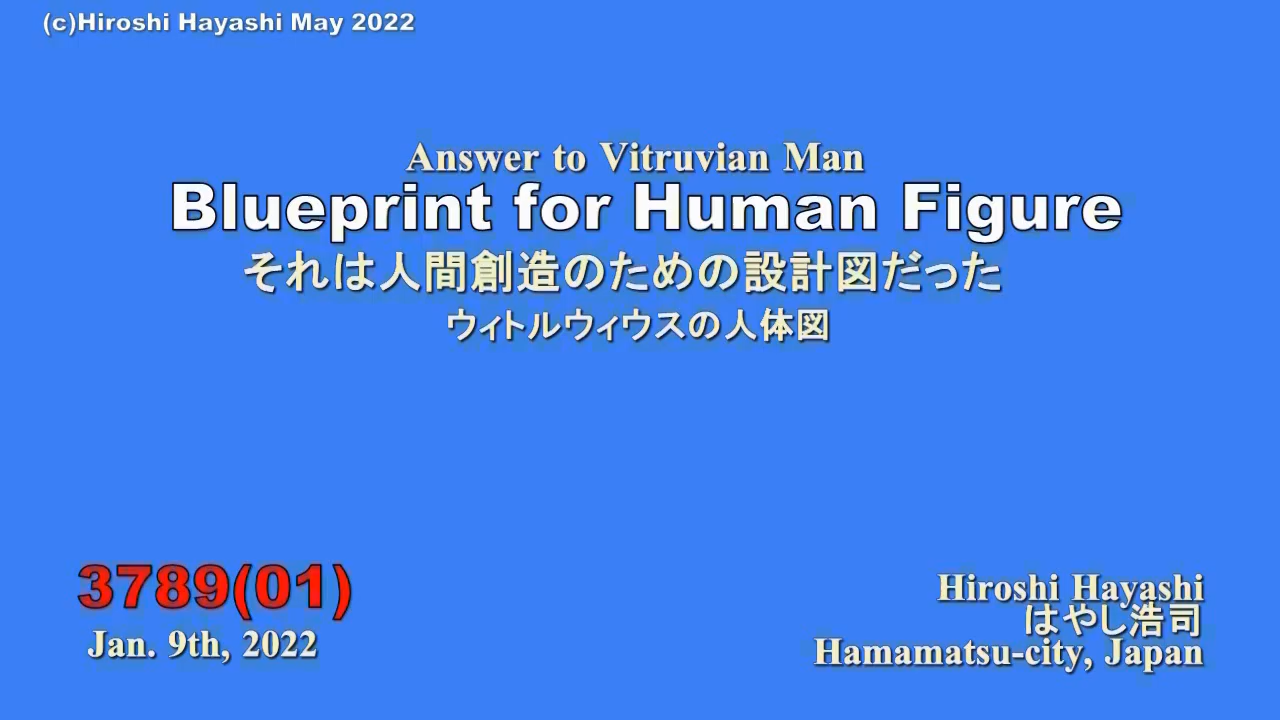 (c)Hiroshi Hayashi May 2022
Answer to Vitruvian Man
Blueprint for Human Figure
それは人間創造のための設計図だった
ウィトルウィウスの人体図
3789(01)
Jan. 9th, 2022
Hiroshi Hayashi
はやし浩司
Hamamatsu-city, Japan